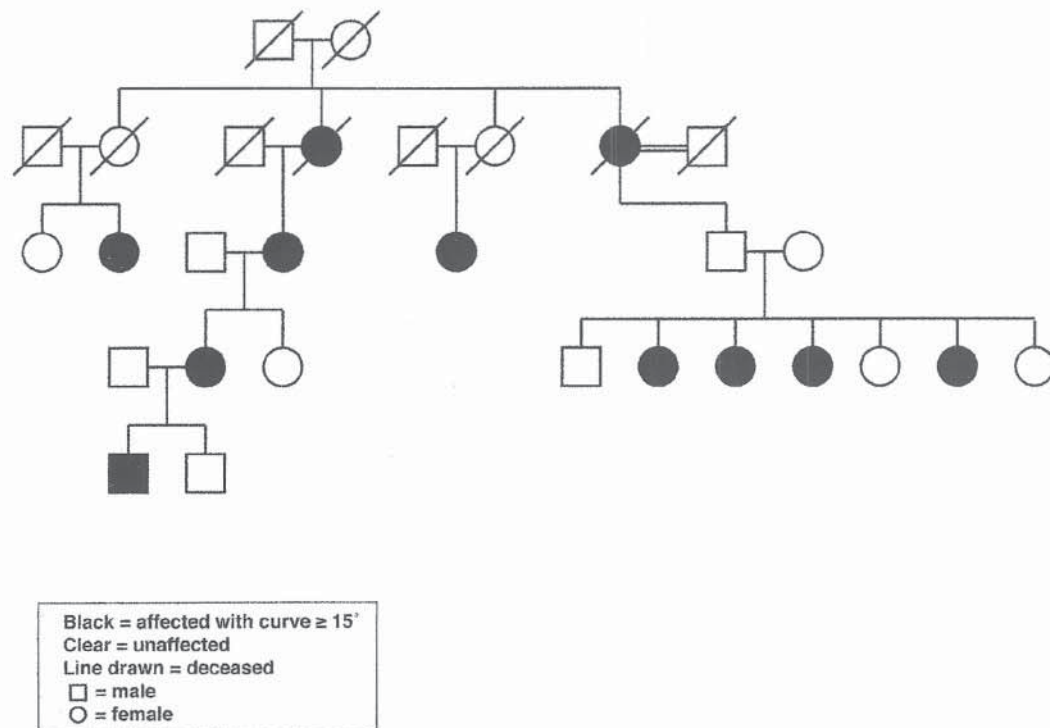 Black = affected with curve ≥ 15°
Clear = unaffected
Line drawn = deceased
□ = male
○ = female